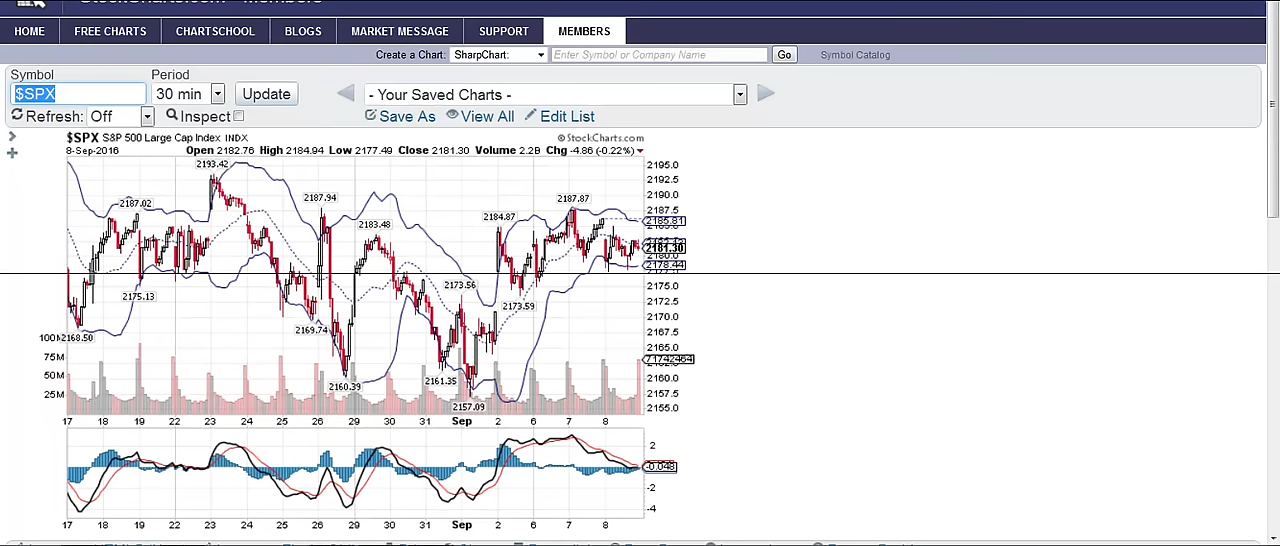 StockCharts.com - Members
HOME FREE CHARTS CHARTSCHOOL BLOGS MARKET MESSAGE SUPPORT MEMBERS
Create a Chart: SharpChart: Enter Symbol or Company Name Go Symbol Catalog
Symbol Period
$SPX 30 min Update - Your Saved Charts -
Refresh: Off Inspect Save As View All Edit List
$SPX S&P 500 Large Cap Index INDX © StockCharts.com
8-Sep-2016 Open 2182.76 High 2184.94 Low 2177.49 Close 2181.30 Volume 2.2B Chg -4.86 (-0.22%)
2193.42
2195.0
2192.5
2187.94
2187.87
2190.0
2187.02
2184.87
2187.5
2183.48
2185.81
2181.30
2180.0
2178.44
2175.13
2173.56
2175.0
2173.59
2172.5
2170.0
2169.74
2167.5
2168.50
100M
2165.0
75M
71742464
50M
2161.35
2160.39
2160.0
25M
2157.5
2157.09
2155.0
17 18 19 22 23 24 25 26 29 30 31 Sep 2 6 7 8
2
-0.048
-2
-4
17 18 19 22 23 24 25 26 29 30 31 Sep 2 6 7 8